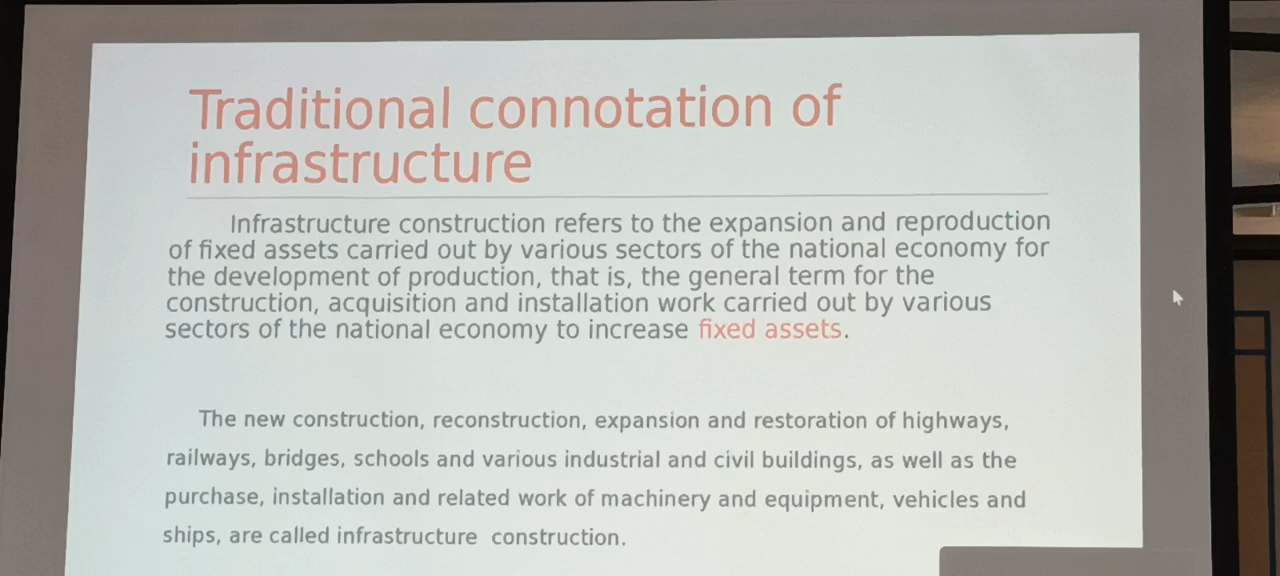 Traditional connotation of
infrastructure
Infrastructure construction refers to the expansion and reproduction
of fixed assets carried out by various sectors of the national economy for
the development of production, that is, the general term for the
construction, acquisition and installation work carried out by various
sectors of the national economy to increase fixed assets.
The new construction, reconstruction, expansion and restoration of highways,
railways, bridges, schools and various industrial and civil buildings, as well as the
purchase, installation and related work of machinery and equipment, vehicles and
ships, are called infrastructure  construction.